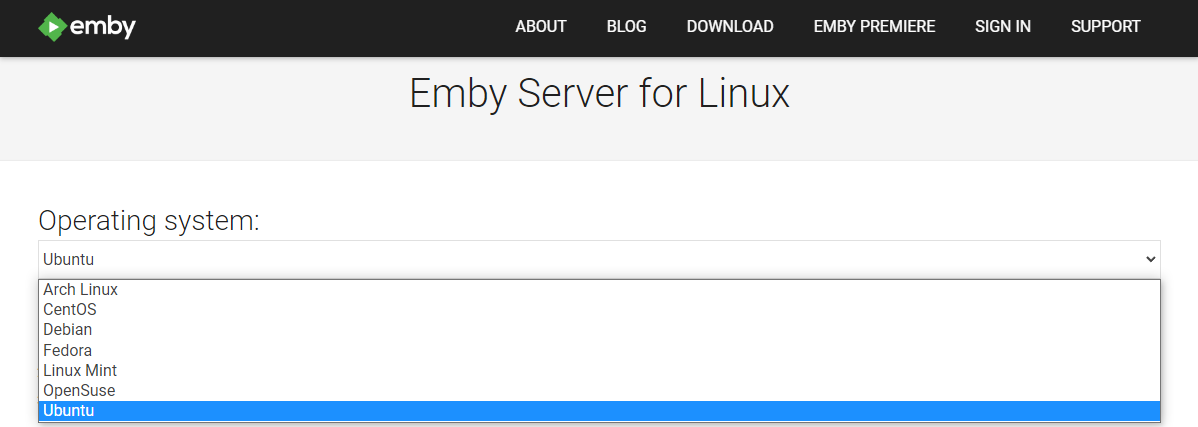 emby
ABOUT BLOG DOWNLOAD EMBY PREMIERE SIGN IN SUPPORT
Emby Server for Linux
Operating system:
Ubuntu
Arch Linux
CentOS
Debian
Fedora
Linux Mint
OpenSuse
Ubuntu